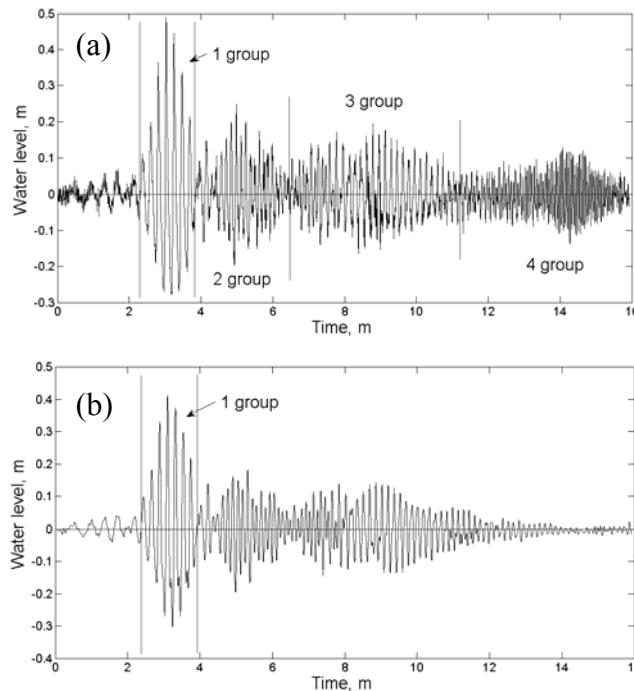 (a)
0.5
0.4
0.3
0.2
0.1
0
-0.1
-0.2
-0.3
Water level, m
1 group
2 group
3 group
4 group
0 2 4 6 8 10 12 14 16
Time, m
(b)
0.5
0.4
0.3
0.2
0.1
0
-0.1
-0.2
-0.3
-0.4
Water level, m
1 group
0 2 4 6 8 10 12 14 16
Time, m